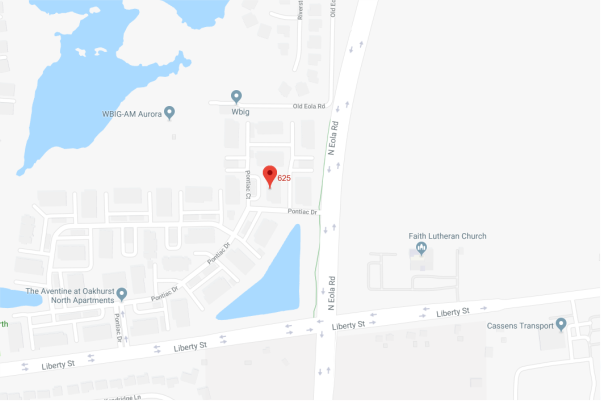 Riverst
Old Eola
Old Eola Rd
Wbig
WBIG-AM Aurora
N Eola Rd
625
Pontiac Ct
Pontiac Dr
Faith Lutheran Church
Pontiac Dr
The Aventine at Oakhurst
North Apartments
Pontiac Dr
N Eola Rd
Liberty St
Liberty St
Cassens Transport
Pontiac Dr
rth
Liberty St
Liberty St